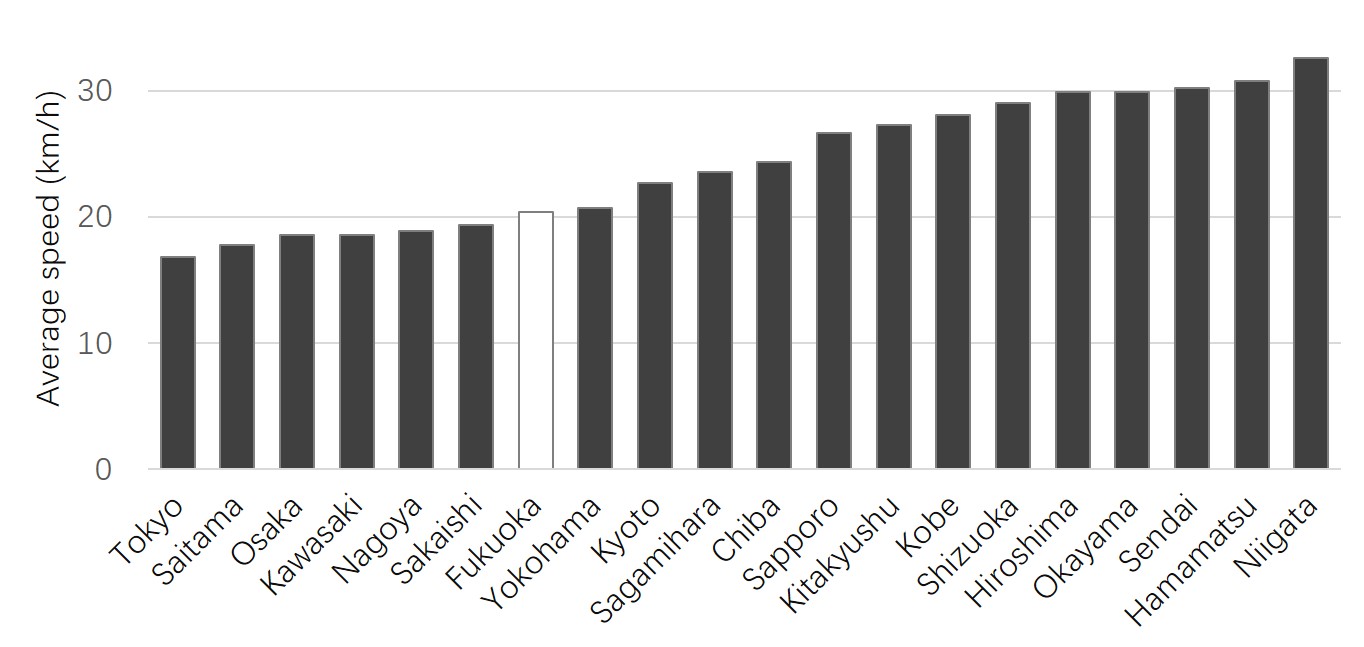 Average speed (km/h)
30
20
10
0
Tokyo
Saitama
Osaka
Kawasaki
Nagoya
Sakaishi
Fukuoka
Yokohama
Kyoto
Sagamihara
Chiba
Sapporo
Kitakyushu
Kobe
Shizuoka
Hiroshima
Okayama
Sendai
Hamamatsu
Niigata